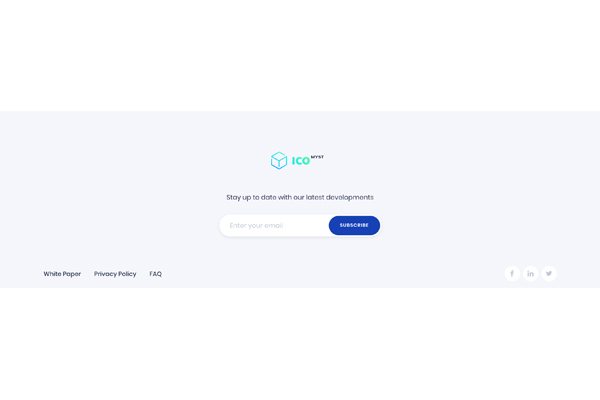 ICO MYST
Stay up to date with our latest developments
Enter your email
SUBSCRIBE
White Paper
Privacy Policy
FAQ